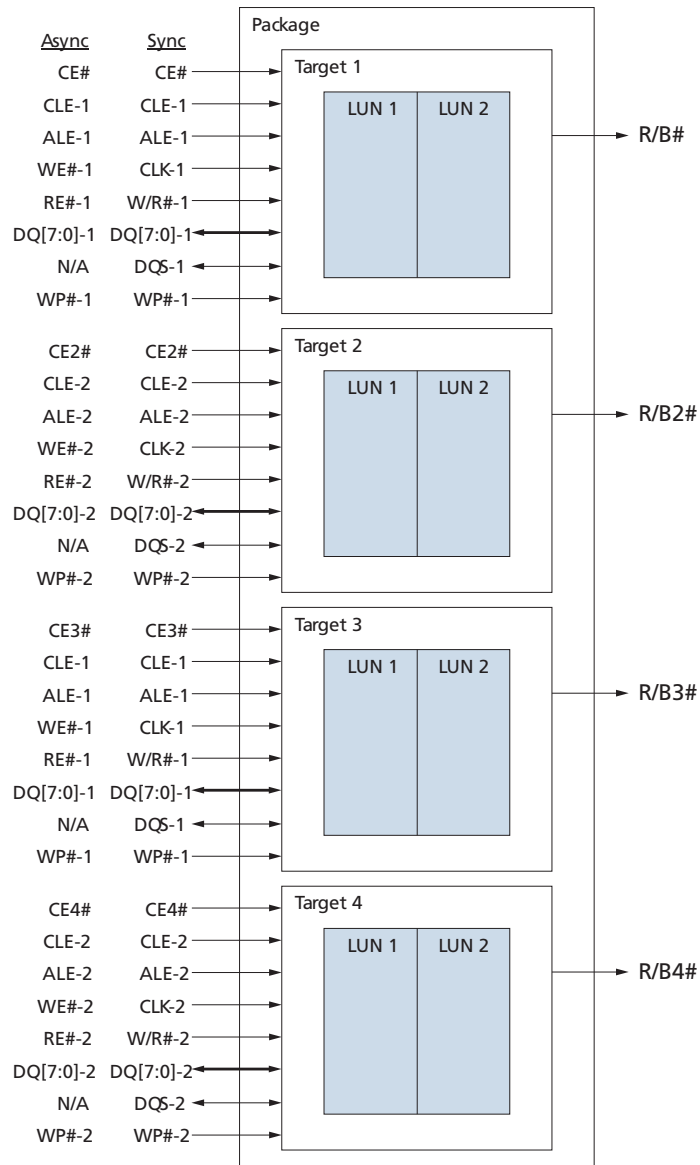 Package
Async Sync
Target 1
CE# CE#
CLE-1 CLE-1
LUN 1 LUN 2
ALE-1 ALE-1
R/B#
WE#-1 CLK-1
RE#-1 W/R#-1
DQ[7:0]-1 DQ[7:0]-1
N/A DQS-1
WP#-1 WP#-1
Target 2
CE2# CE2#
CLE-2 CLE-2
LUN 1 LUN 2
ALE-2 ALE-2
R/B2#
WE#-2 CLK-2
RE#-2 W/R#-2
DQ[7:0]-2 DQ[7:0]-2
N/A DQS-2
WP#-2 WP#-2
Target 3
CE3# CE3#
CLE-1 CLE-1
LUN 1 LUN 2
ALE-1 ALE-1
R/B3#
WE#-1 CLK-1
RE#-1 W/R#-1
DQ[7:0]-1 DQ[7:0]-1
N/A DQS-1
WP#-1 WP#-1
Target 4
CE4# CE4#
CLE-2 CLE-2
LUN 1 LUN 2
ALE-2 ALE-2
R/B4#
WE#-2 CLK-2
RE#-2 W/R#-2
DQ[7:0]-2 DQ[7:0]-2
N/A DQS-2
WP#-2 WP#-2